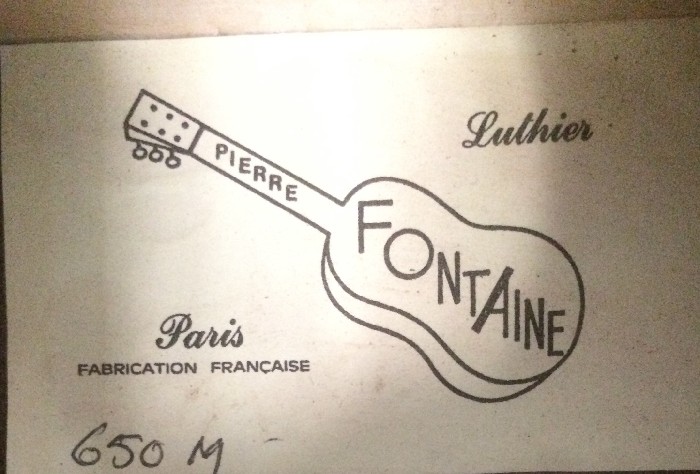 Luthier
PIERRE
FONTAINE
Paris
FABRICATION FRANÇAISE
650 M